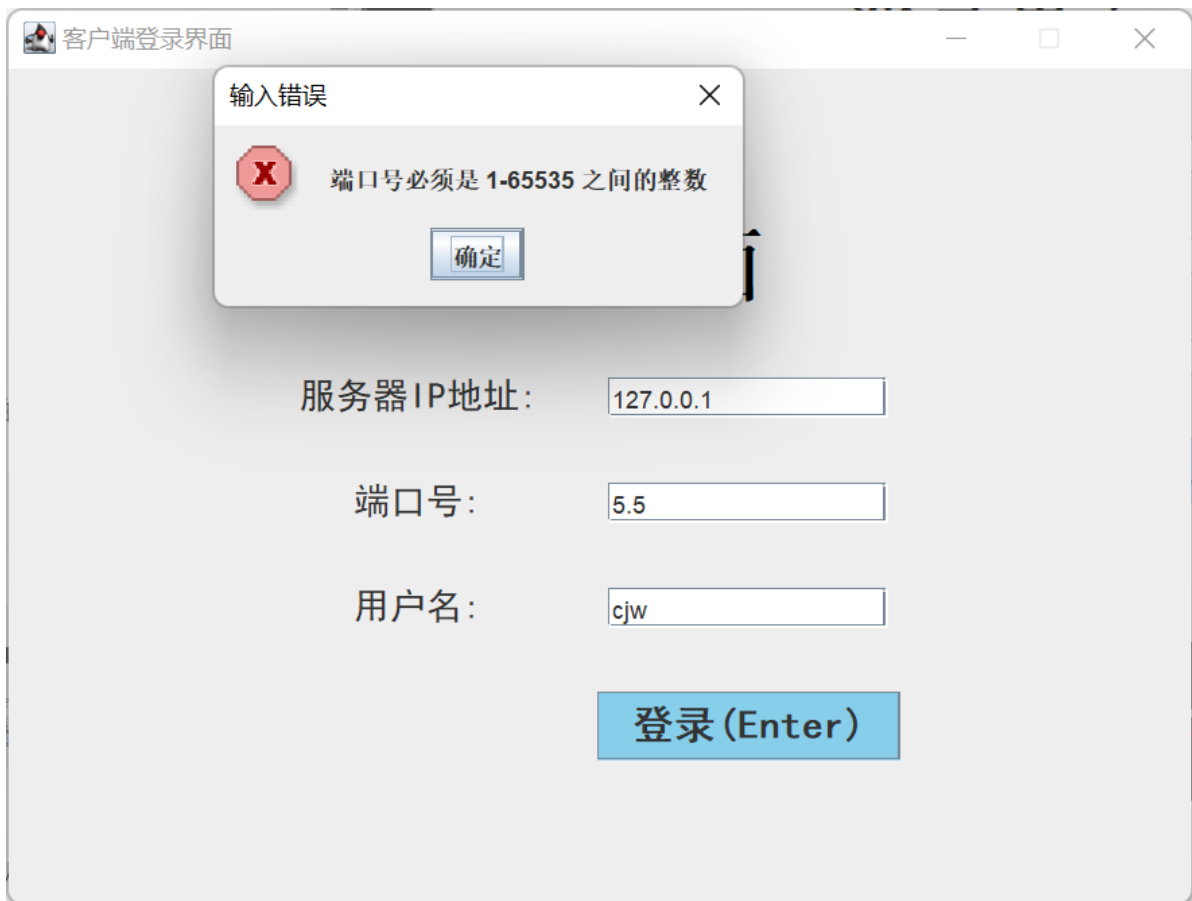 客户端登录界面
输入错误
端口号必须是 1-65535 之间的整数
确定
服务器IP地址:
127.0.0.1
端口号:
5.5
用户名:
cjw
登录(Enter)